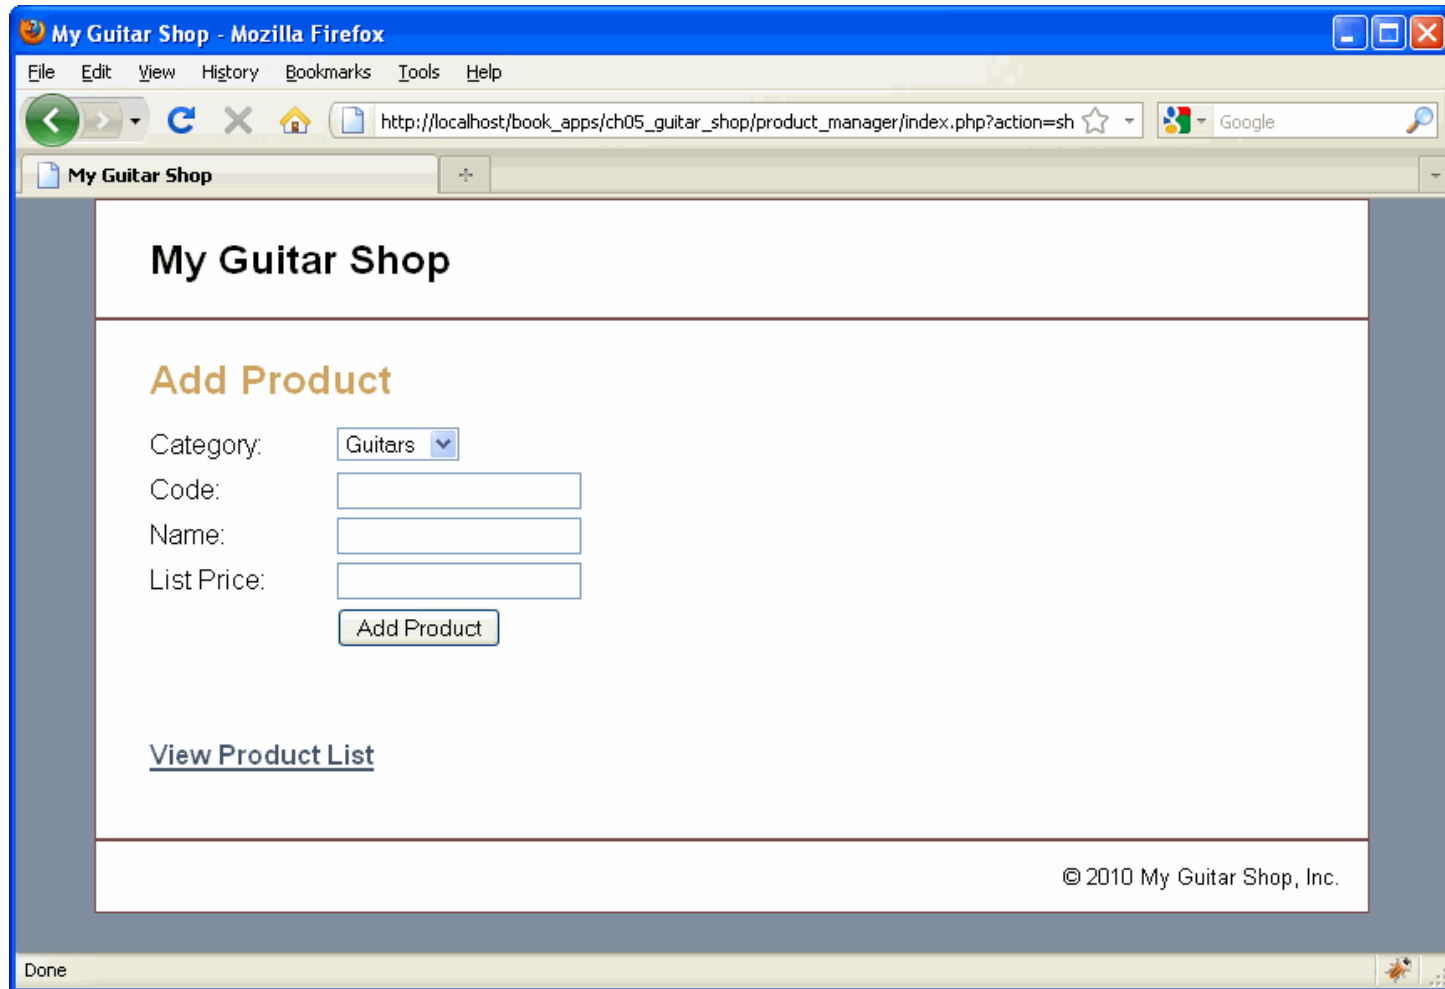 My Guitar Shop - Mozilla Firefox
File Edit View History Bookmarks Tools Help
http://localhost/book_apps/ch05_guitar_shop/product_manager/index.php?action=sh Google
My Guitar Shop
My Guitar Shop
Add Product
Category: Guitars
Code:
Name:
List Price:
Add Product
View Product List
© 2010 My Guitar Shop, Inc.
Done